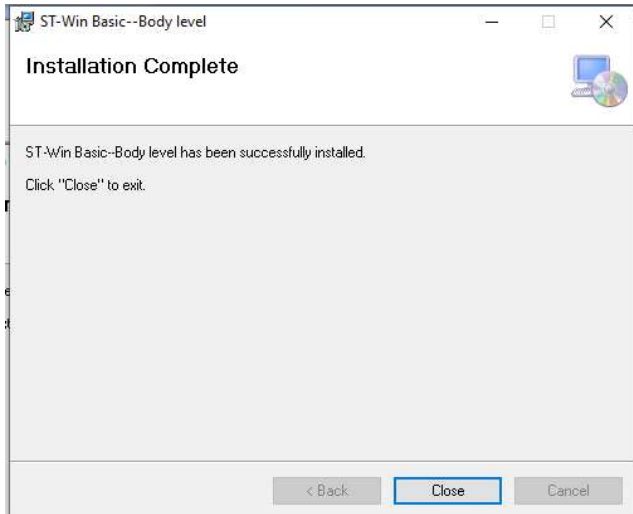 ST-Win Basic--Body level
Installation Complete
ST-Win Basic--Body level has been successfully installed.
Click "Close" to exit.
< Back
Close
Cancel